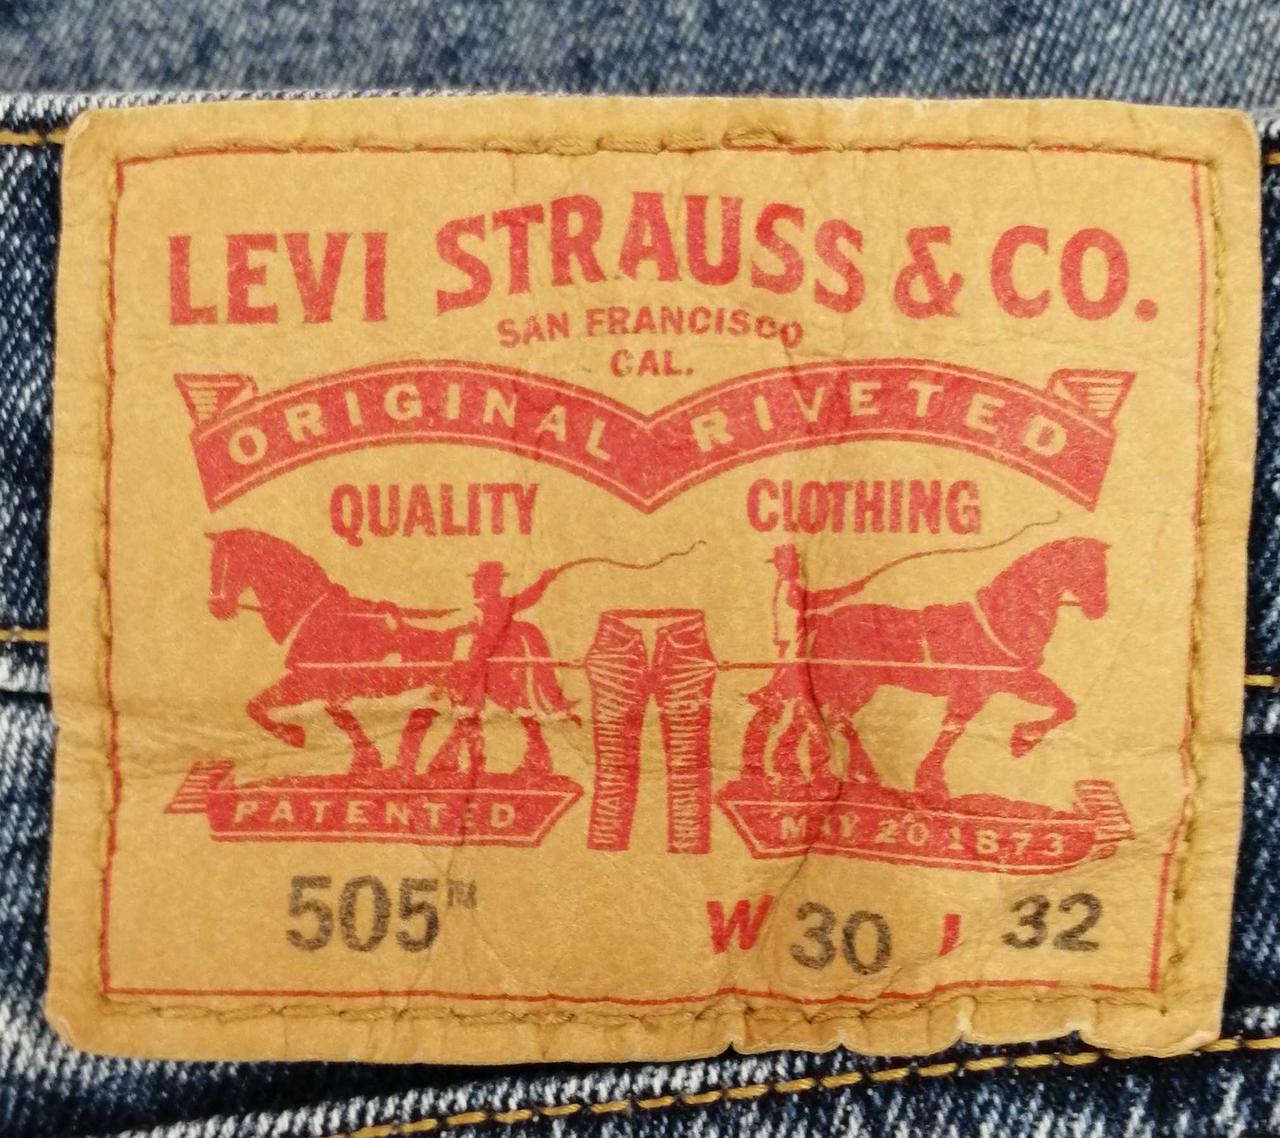 LEVI STRAUSS & CO.
SAN FRANCISCO
CAL.
ORIGINAL RIVETED
QUALITY CLOTHING
PATENTED MAY 20 1873
505™ W 30 L 32